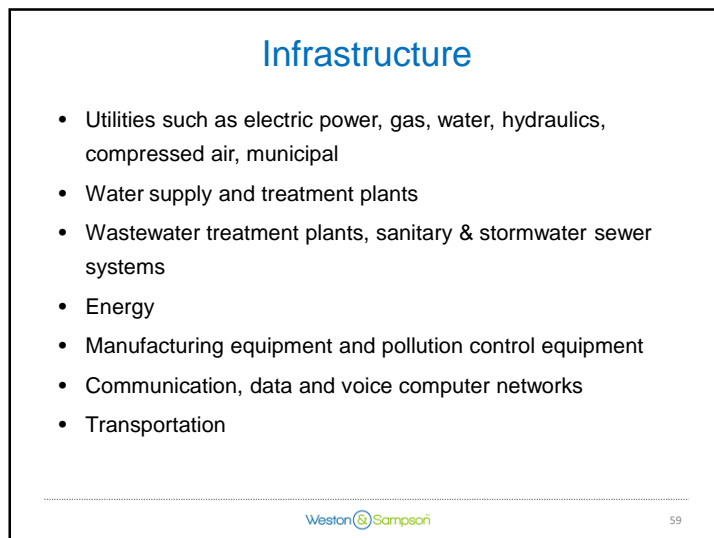 Infrastructure
• Utilities such as electric power, gas, water, hydraulics,
compressed air, municipal
• Water supply and treatment plants
• Wastewater treatment plants, sanitary & stormwater sewer
systems
• Energy
• Manufacturing equipment and pollution control equipment
• Communication, data and voice computer networks
• Transportation
Weston & Sampson
59